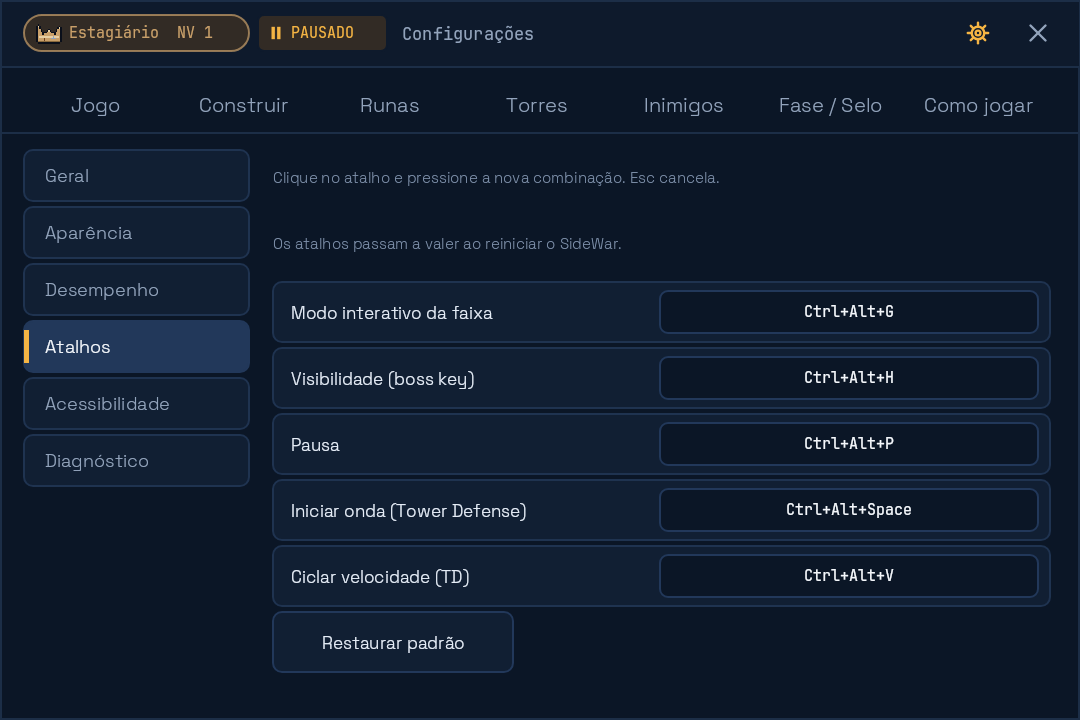 Estagiário NV 1 PAUSADO Configurações
Jogo Construir Runas Torres Inimigos Fase / Selo Como jogar
Geral
Aparência
Desempenho
Atalhos
Acessibilidade
Diagnóstico
Clique no atalho e pressione a nova combinação. Esc cancela.
Os atalhos passam a valer ao reiniciar o SideWar.
Modo interativo da faixa Ctrl+Alt+G
Visibilidade (boss key) Ctrl+Alt+H
Pausa Ctrl+Alt+P
Iniciar onda (Tower Defense) Ctrl+Alt+Space
Ciclar velocidade (TD) Ctrl+Alt+V
Restaurar padrão